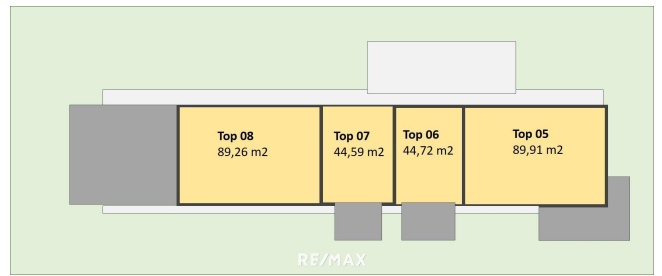 Top 08
89,26 m2
Top 07
44,59 m2
Top 06
44,72 m2
Top 05
89,91 m2
RE/MAX